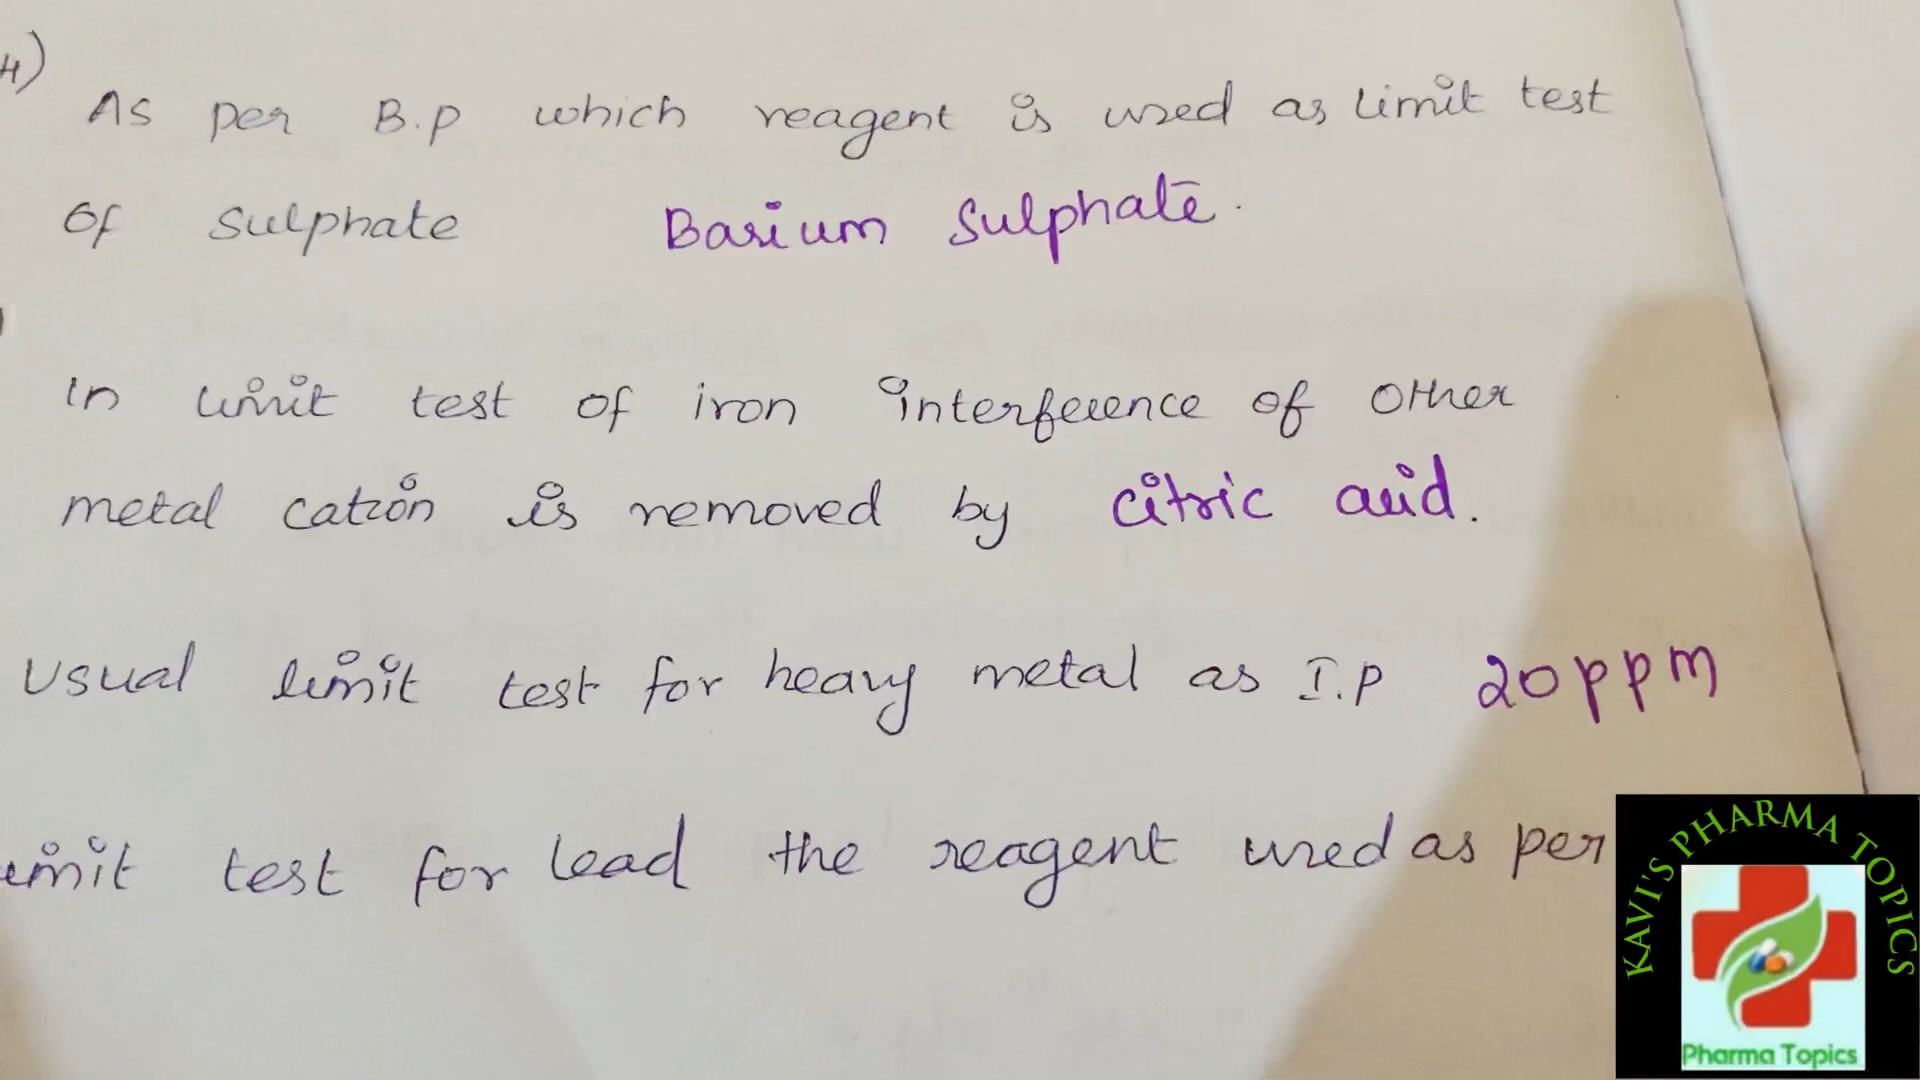 4)
As per B.p which reagent is used as limit test
of sulphate Barium Sulphate.
In limit test of iron interference of other
metal cation is removed by citric acid.
Usual limit test for heavy metal as I.p 20ppm
limit test for lead the reagent used as per
KAVI'S PHARMA TOPICS
Pharma Topics